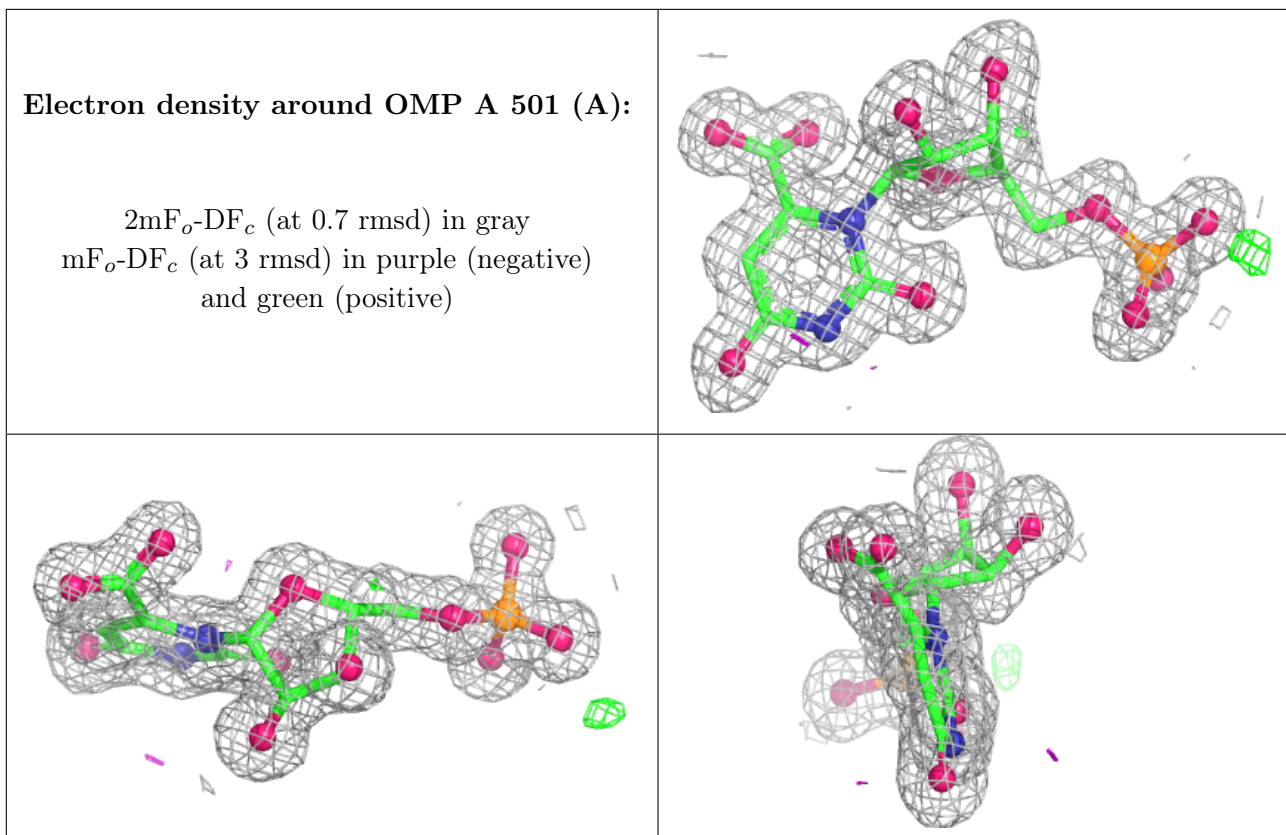 Electron density around OMP A 501 (A):
2mFₒ-DF𝒸 (at 0.7 rmsd) in gray
mFₒ-DF𝒸 (at 3 rmsd) in purple (negative)
and green (positive)